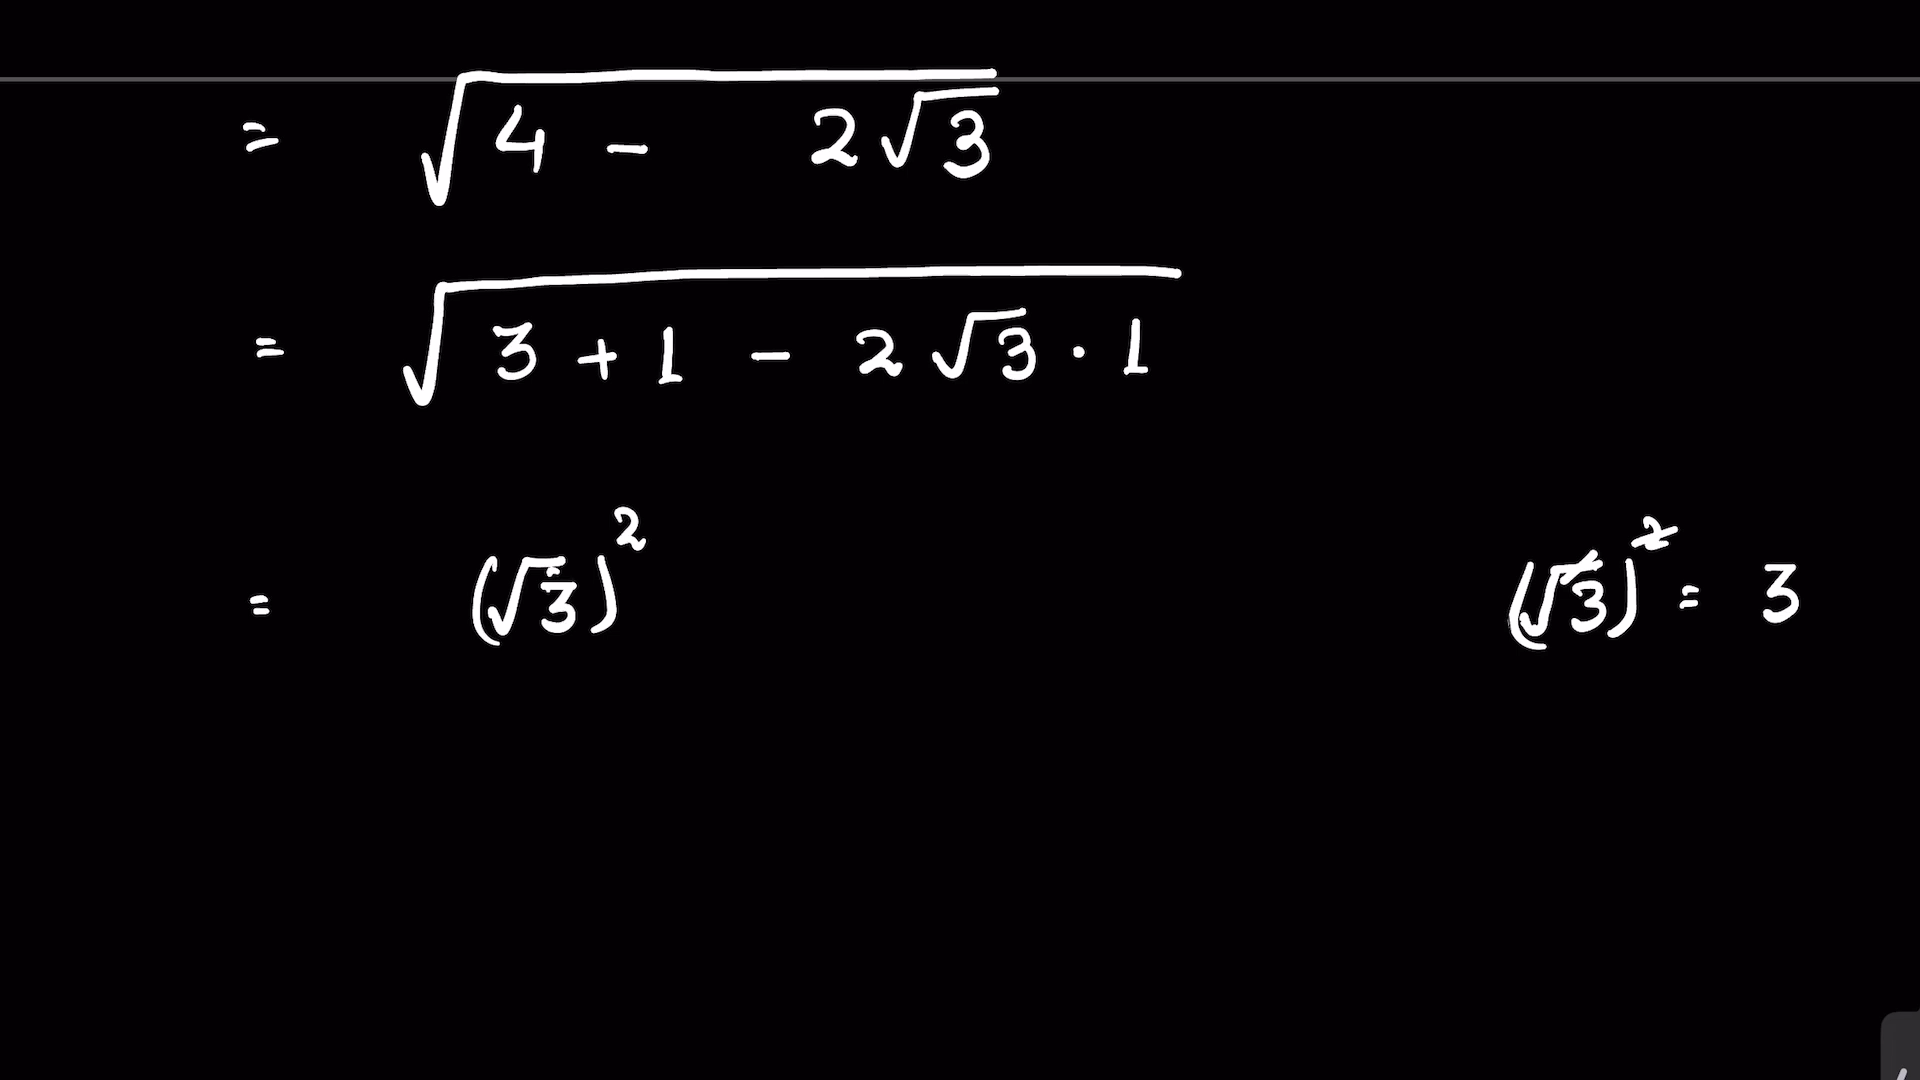 = √(4 - 2√3)
= √(3 + 1 - 2√3 · 1)
= (√3)² (√3)² = 3